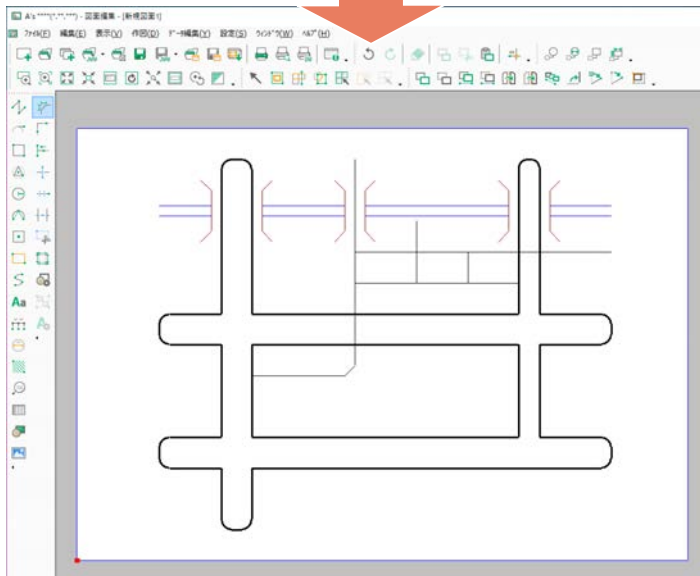 A's ****(*,**,***) - 図面編集 - [新規図面1]
ファイル(F) 編集(E) 表示(V) 作図(D) データ編集(Y) 設定(S) ウィンドウ(W) ヘルプ(H)
Aa